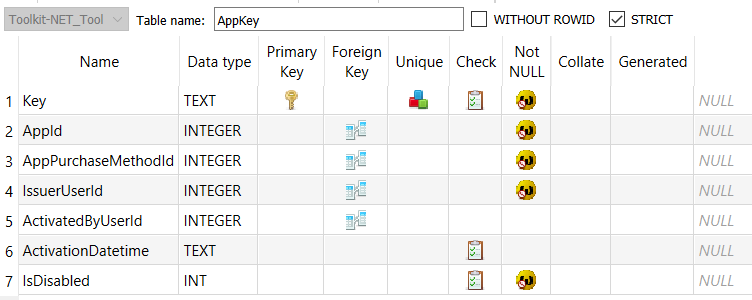 Toolkit-NET_Tool Table name: AppKey WITHOUT ROWID STRICT
Name Data type Primary Key Foreign Key Unique Check Not NULL Collate Generated
1 Key TEXT NULL
2 AppId INTEGER NULL
3 AppPurchaseMethodId INTEGER NULL
4 IssuerUserId INTEGER NULL
5 ActivatedByUserId INTEGER NULL
6 ActivationDatetime TEXT NULL
7 IsDisabled INT NULL